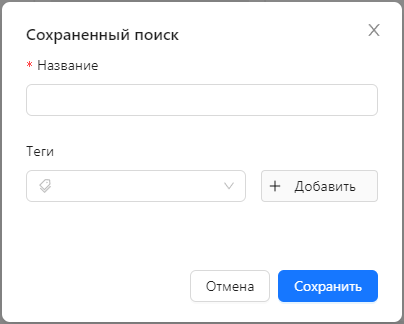 Сохраненный поиск
* Название
Теги
Добавить
Отмена
Сохранить